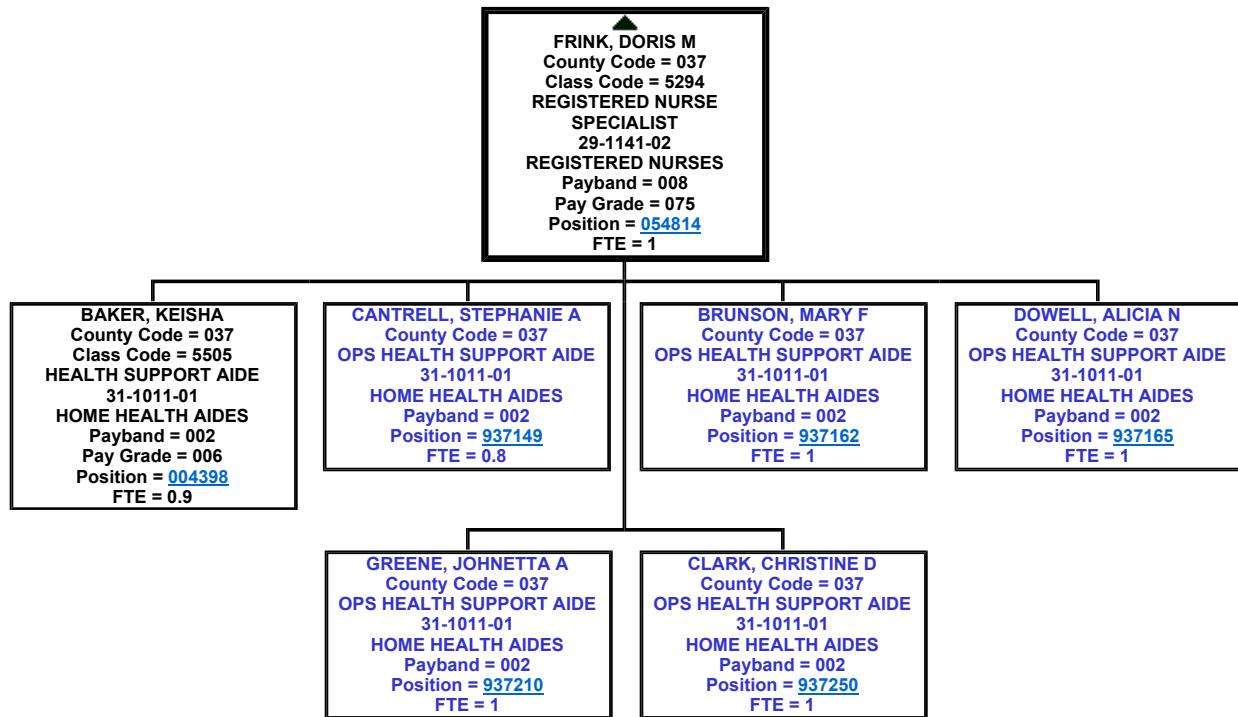 FRINK, DORIS M
County Code = 037
Class Code = 5294
REGISTERED NURSE
SPECIALIST
29-1141-02
REGISTERED NURSES
Payband = 008
Pay Grade = 075
Position = 054814
FTE = 1
BAKER, KEISHA
County Code = 037
Class Code = 5505
HEALTH SUPPORT AIDE
31-1011-01
HOME HEALTH AIDES
Payband = 002
Pay Grade = 006
Position = 004398
FTE = 0.9
CANTRELL, STEPHANIE A
County Code = 037
OPS HEALTH SUPPORT AIDE
31-1011-01
HOME HEALTH AIDES
Payband = 002
Position = 937149
FTE = 0.8
BRUNSON, MARY F
County Code = 037
OPS HEALTH SUPPORT AIDE
31-1011-01
HOME HEALTH AIDES
Payband = 002
Position = 937162
FTE = 1
DOWELL, ALICIA N
County Code = 037
OPS HEALTH SUPPORT AIDE
31-1011-01
HOME HEALTH AIDES
Payband = 002
Position = 937165
FTE = 1
GREENE, JOHNETTA A
County Code = 037
OPS HEALTH SUPPORT AIDE
31-1011-01
HOME HEALTH AIDES
Payband = 002
Position = 937210
FTE = 1
CLARK, CHRISTINE D
County Code = 037
OPS HEALTH SUPPORT AIDE
31-1011-01
HOME HEALTH AIDES
Payband = 002
Position = 937250
FTE = 1